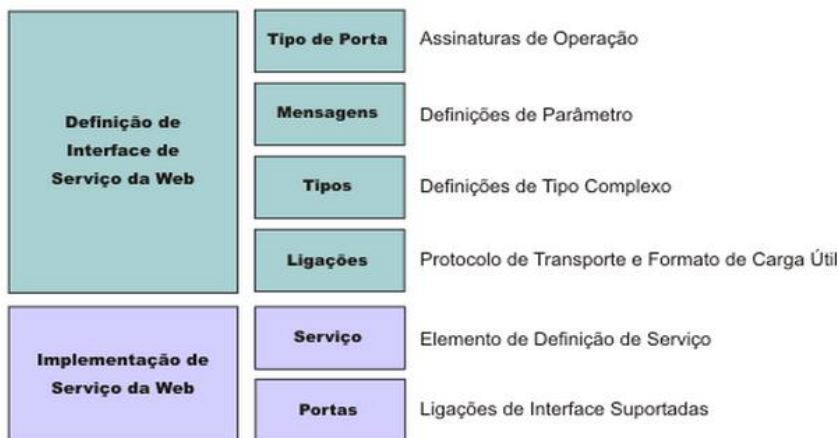 Definição de
Interface de
Serviço da Web
Tipo de Porta
Assinaturas de Operação
Mensagens
Definições de Parâmetro
Tipos
Definições de Tipo Complexo
Ligações
Protocolo de Transporte e Formato de Carga Útil
Implementação de
Serviço da Web
Serviço
Elemento de Definição de Serviço
Portas
Ligações de Interface Suportadas